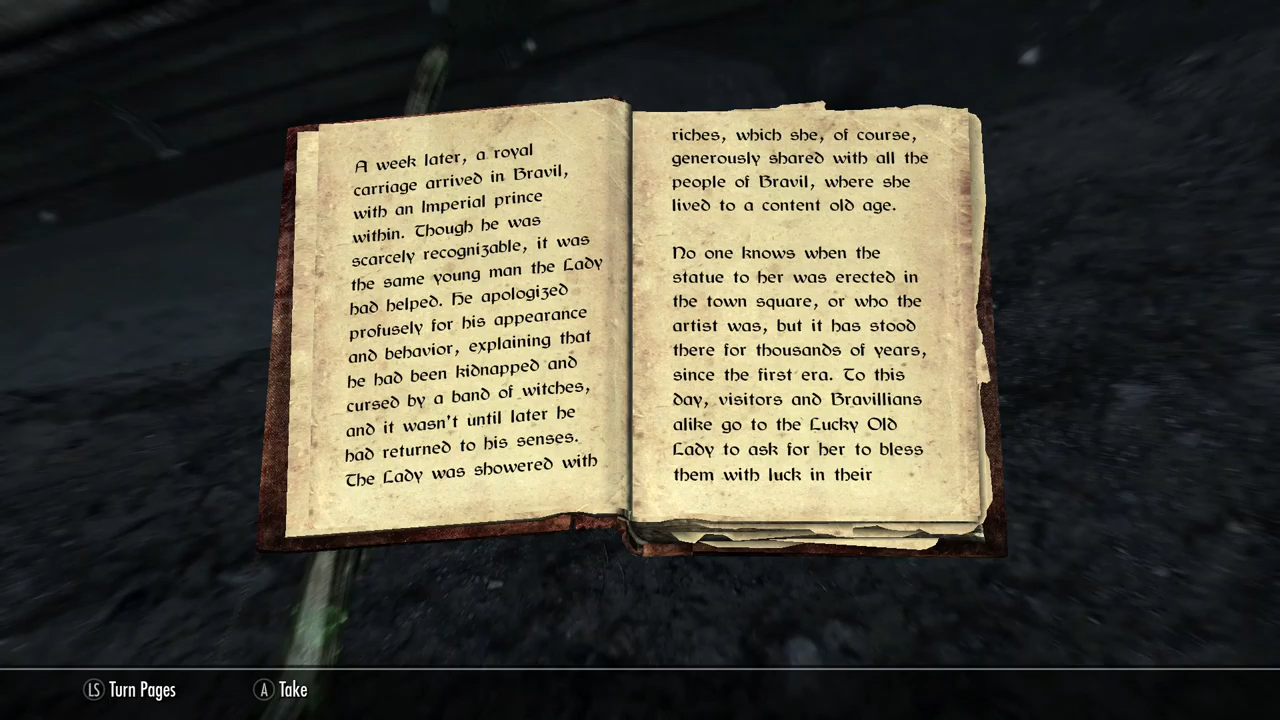 A week later, a royal
carriage arrived in Bravil,
with an Imperial prince
within. Though he was
scarcely recognizable, it was
the same young man the Lady
had helped. He apologized
profusely for his appearance
and behavior, explaining that
he had been kidnapped and
cursed by a band of witches,
and it wasn't until later he
had returned to his senses.
The Lady was showered with
riches, which she, of course,
generously shared with all the
people of Bravil, where she
lived to a content old age.
No one knows when the
statue to her was erected in
the town square, or who the
artist was, but it has stood
there for thousands of years,
since the first era. To this
day, visitors and Bravillians
alike go to the Lucky Old
Lady to ask for her to bless
them with luck in their
LS Turn Pages
A Take